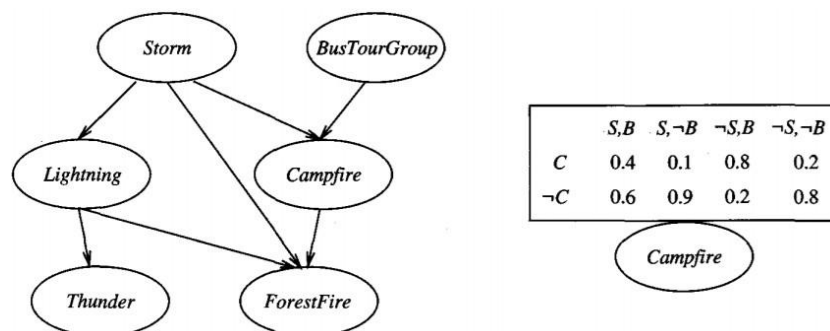 Storm BusTourGroup
Lightning Campfire
Thunder ForestFire
S,B S,¬B ¬S,B ¬S,¬B
C 0.4 0.1 0.8 0.2
¬C 0.6 0.9 0.2 0.8
Campfire